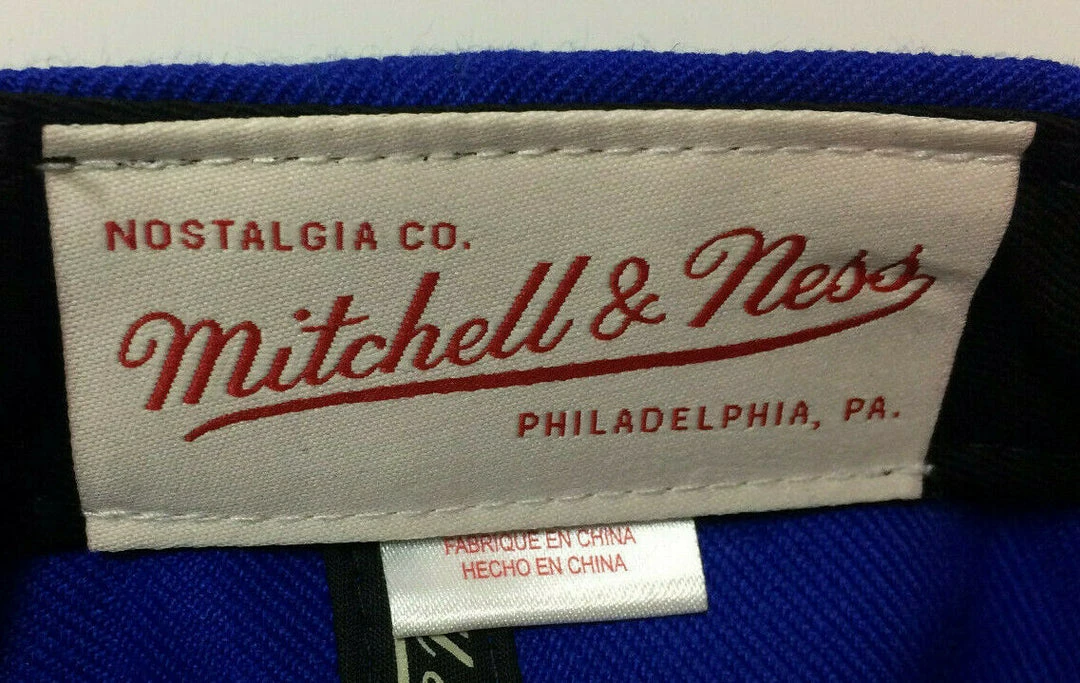 NOSTALGIA CO.
Mitchell & Ness
PHILADELPHIA, PA.
FABRIQUE EN CHINA
HECHO EN CHINA